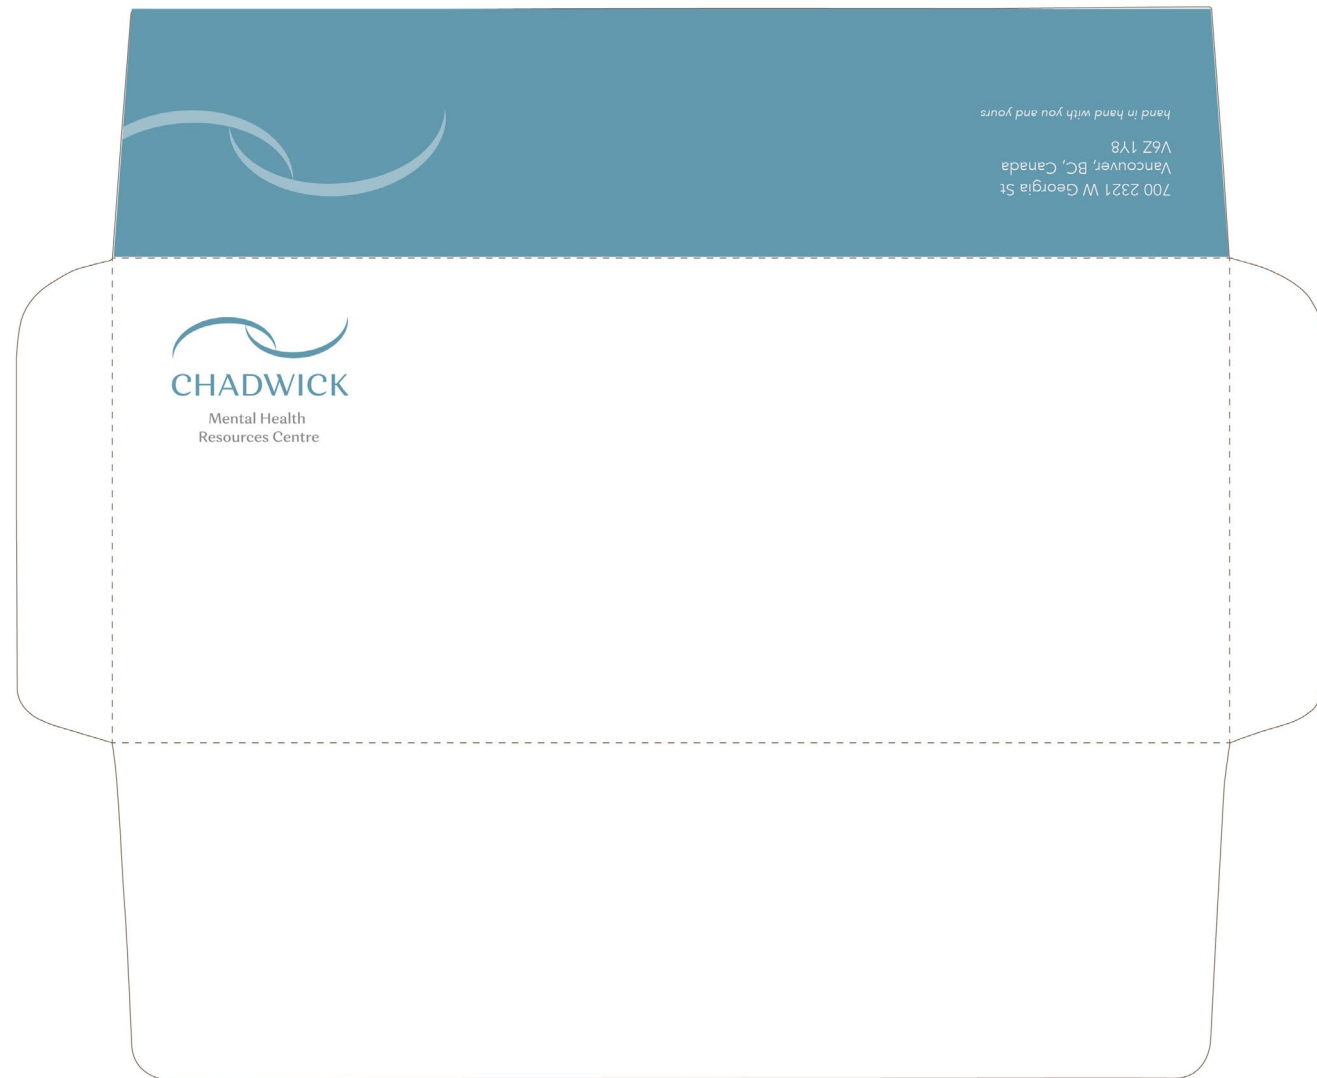 700 2321 W Georgia St
Vancouver, BC, Canada
V6Z 1Y8
hand in hand with you and yours
CHADWICK
Mental Health
Resources Centre